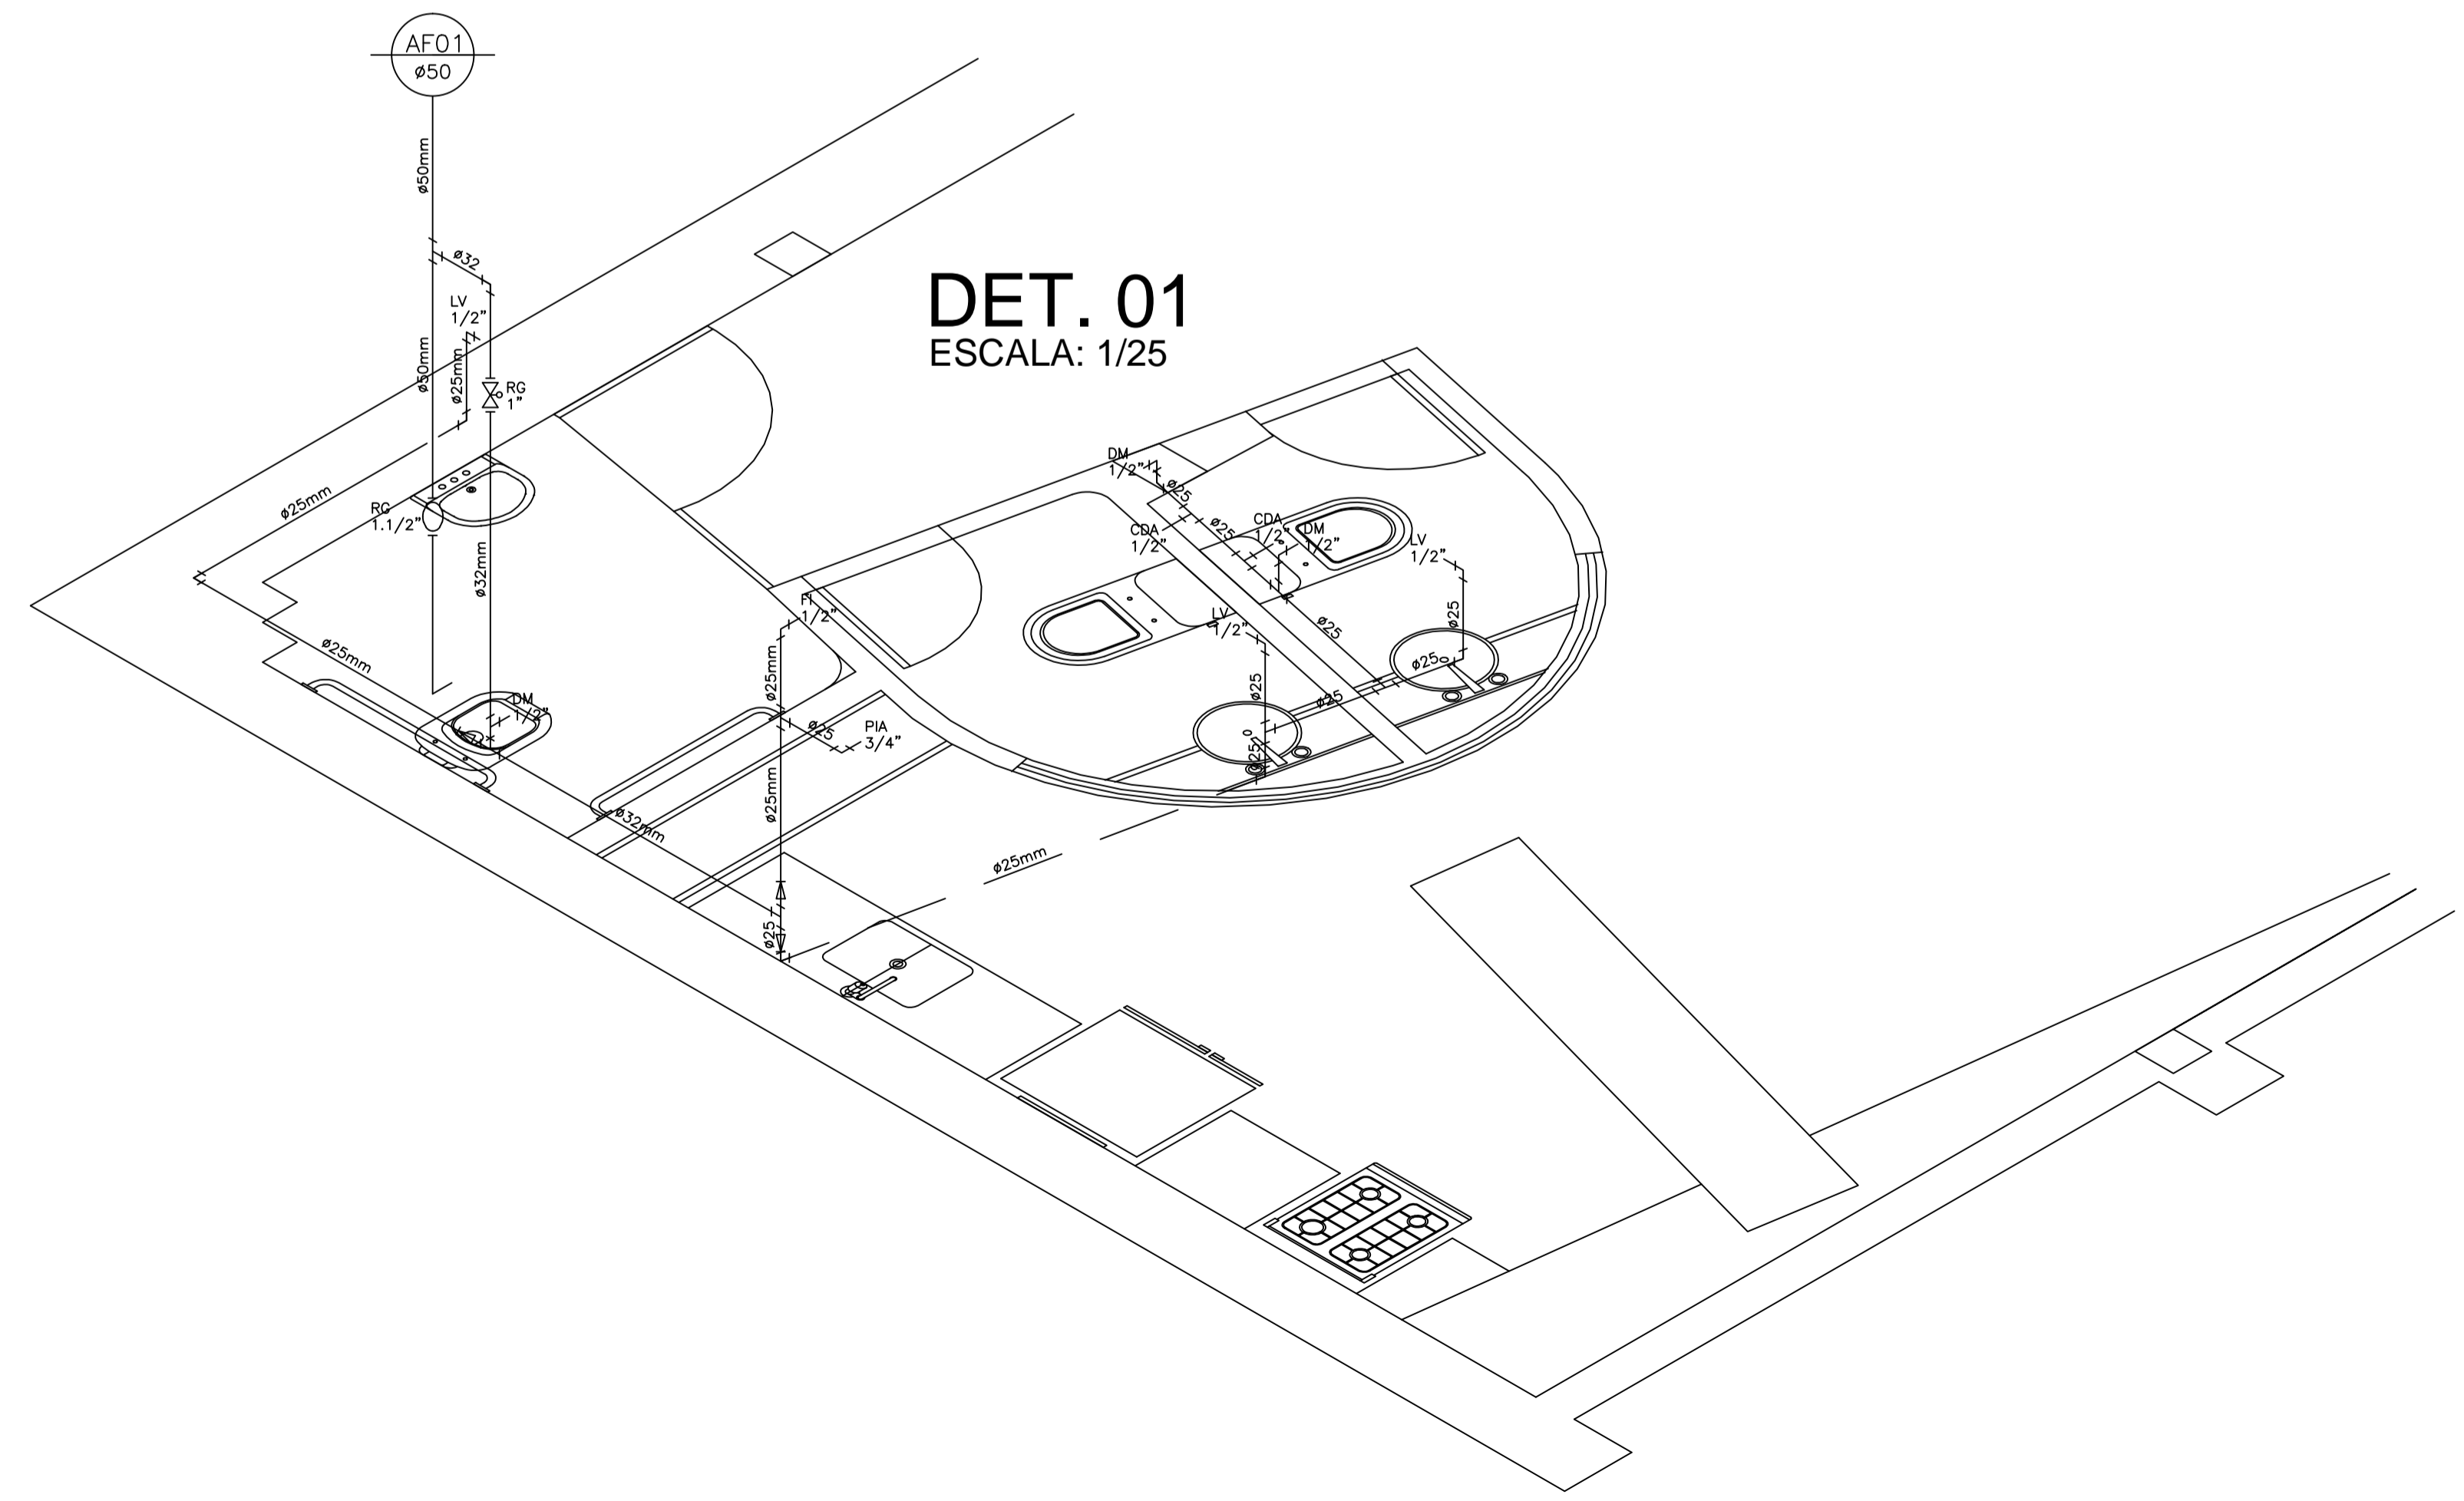 AF01
ø50
ø50mm
ø32
LV
1/2"
ø50mm
ø25mm
RG
1"
DET. 01
ESCALA: 1/25
ø25mm
RG
1.1/2"
ø32mm
ø25mm
DM
1/2"
ø32mm
FI
1/2"
ø25mm
ø25
PIA
3/4"
ø25mm
ø25
ø25mm
DM
1/2"
ø25
CDA
1/2"
ø25
CDA
1/2"
DM
1/2"
LV
1/2"
LV
1/2"
ø25
ø25
ø25
ø25
ø25
ø25